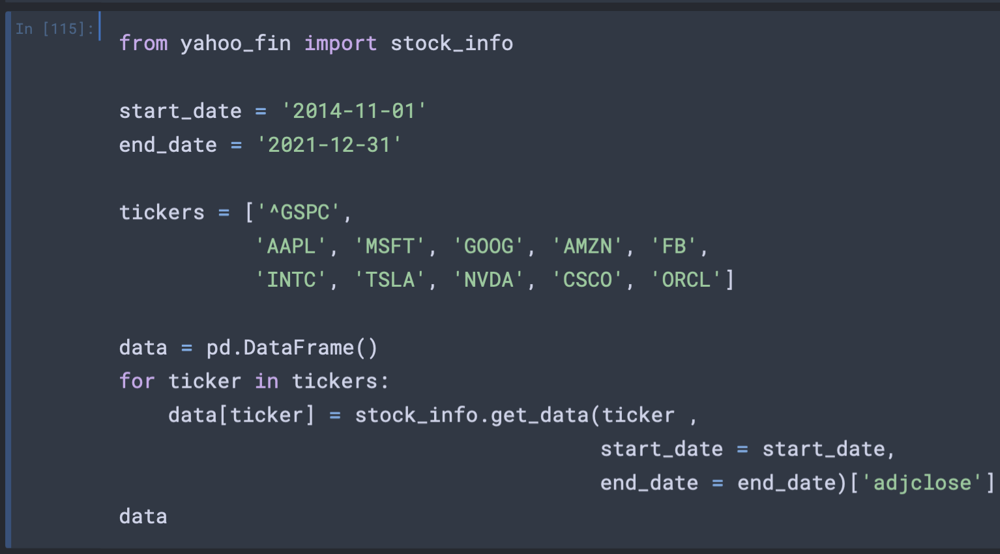 In [115]:
from yahoo_fin import stock_info
start_date = '2014-11-01'
end_date = '2021-12-31'
tickers = ['^GSPC',
'AAPL', 'MSFT', 'GOOG', 'AMZN', 'FB',
'INTC', 'TSLA', 'NVDA', 'CSCO', 'ORCL']
data = pd.DataFrame()
for ticker in tickers:
data[ticker] = stock_info.get_data(ticker ,
start_date = start_date,
end_date = end_date)['adjclose']
data